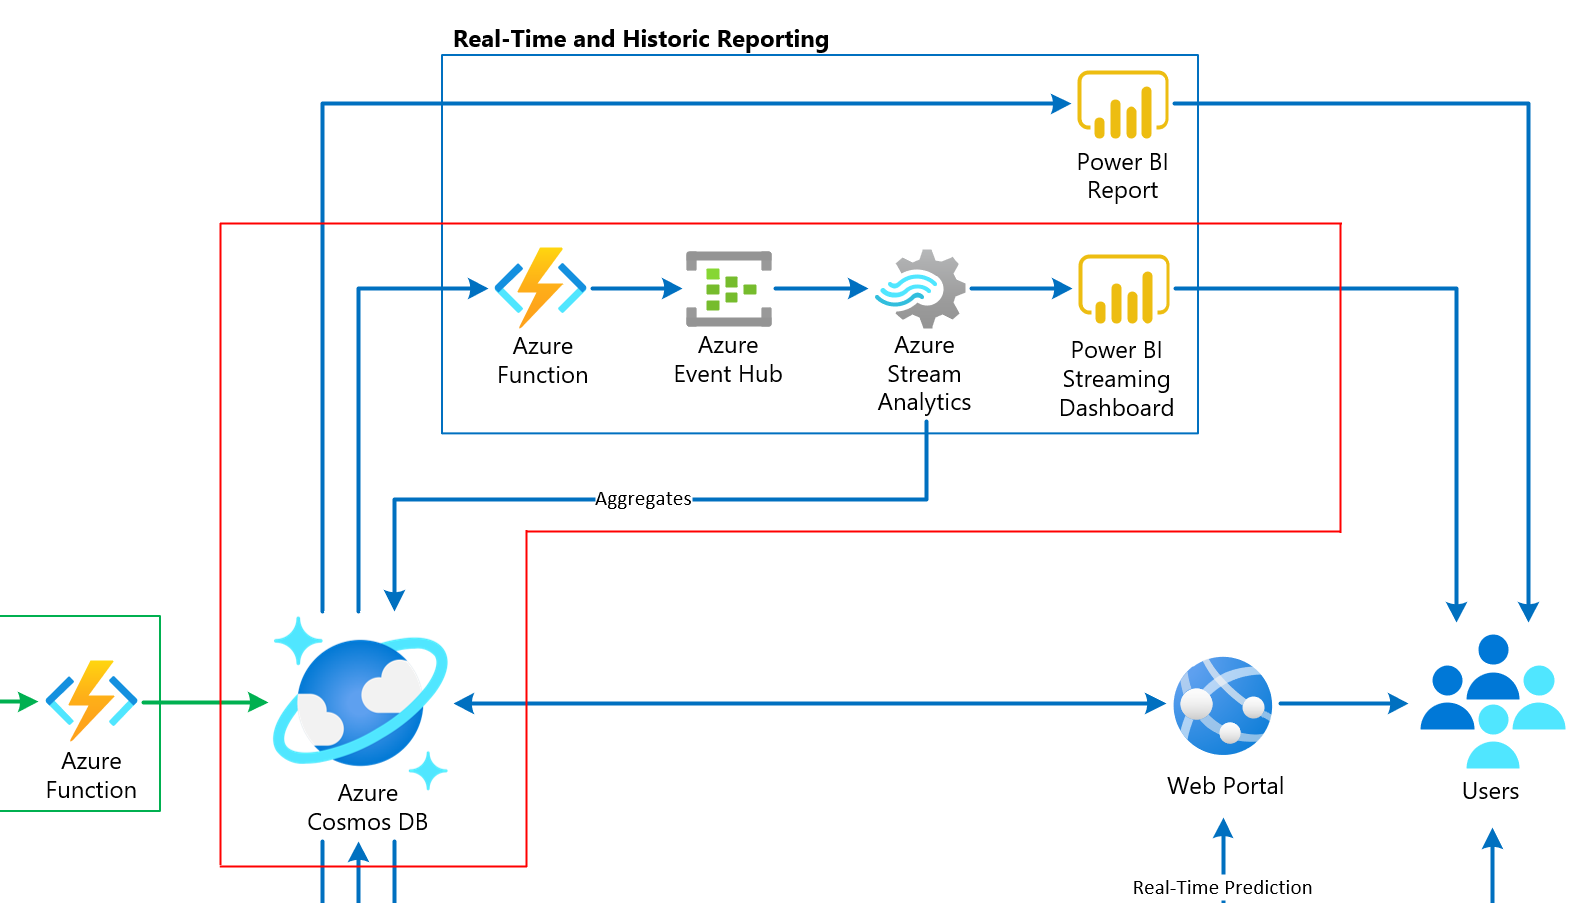 Real-Time and Historic Reporting
Power BI
Report
Azure
Function
Azure
Event Hub
Azure
Stream
Analytics
Power BI
Streaming
Dashboard
Aggregates
Azure
Function
Azure
Cosmos DB
Web Portal
Users
Real-Time Prediction